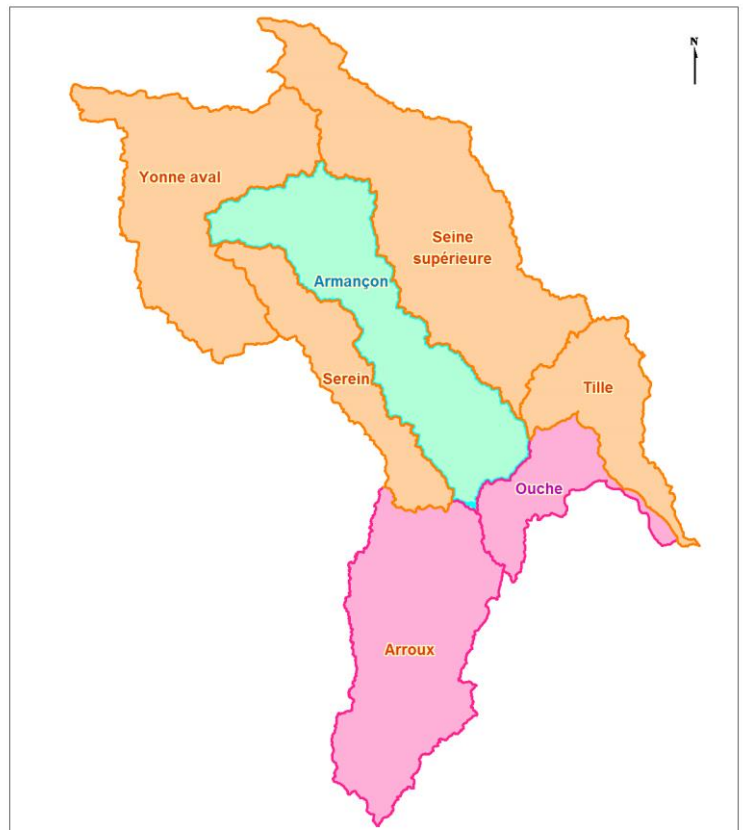 N
Yonne aval
Seine
supérieure
Armançon
Serein
Tille
Ouche
Arroux